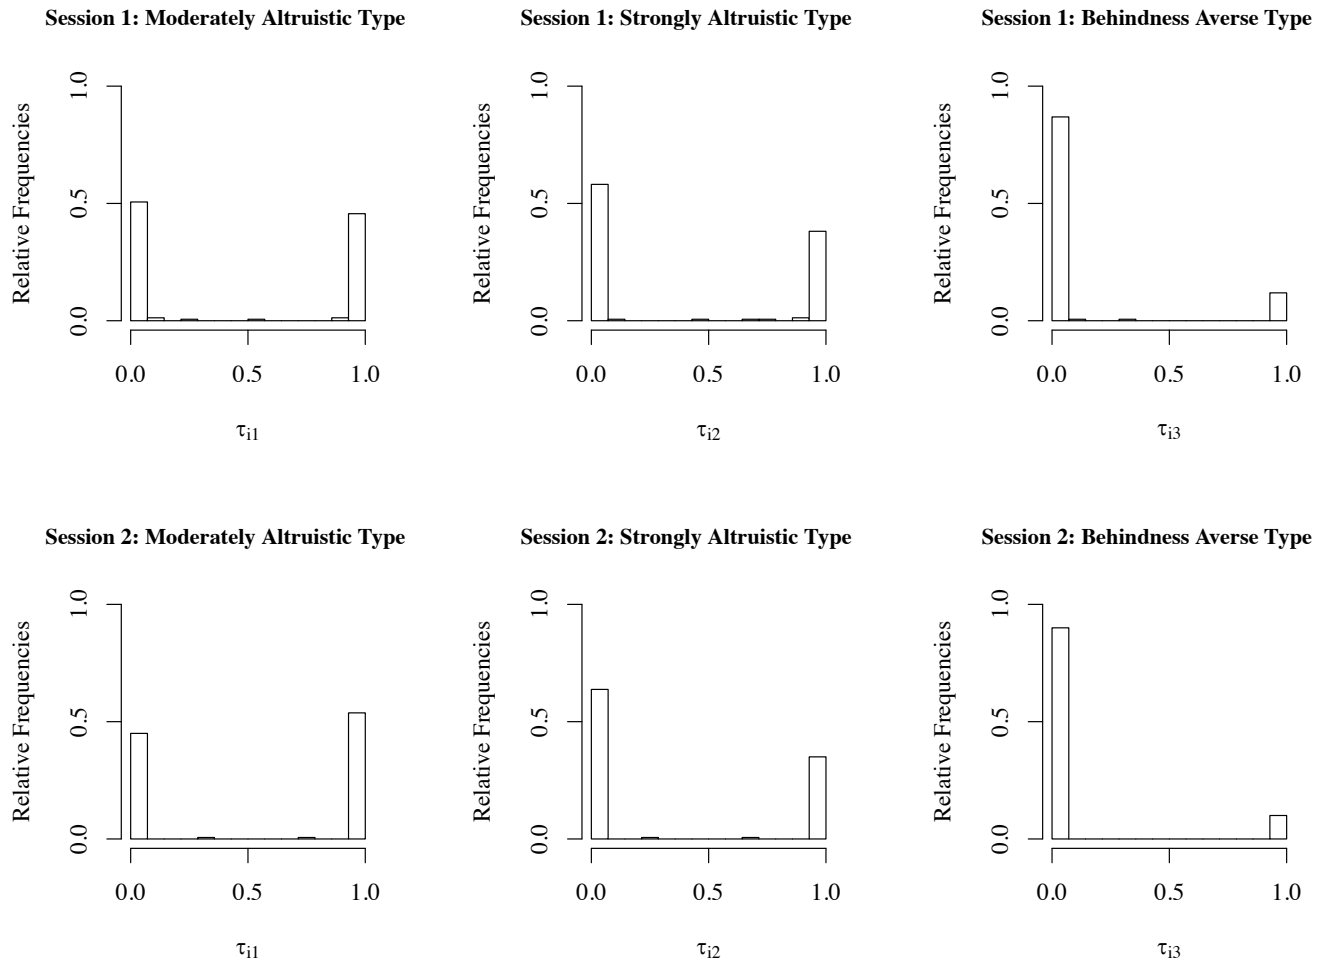 Session 1: Moderately Altruistic Type
Relative Frequencies
0.0 0.5 1.0
0.0 0.5 1.0
τi1
Session 1: Strongly Altruistic Type
Relative Frequencies
0.0 0.5 1.0
0.0 0.5 1.0
τi2
Session 1: Behindness Averse Type
Relative Frequencies
0.0 0.5 1.0
0.0 0.5 1.0
τi3
Session 2: Moderately Altruistic Type
Relative Frequencies
0.0 0.5 1.0
0.0 0.5 1.0
τi1
Session 2: Strongly Altruistic Type
Relative Frequencies
0.0 0.5 1.0
0.0 0.5 1.0
τi2
Session 2: Behindness Averse Type
Relative Frequencies
0.0 0.5 1.0
0.0 0.5 1.0
τi3